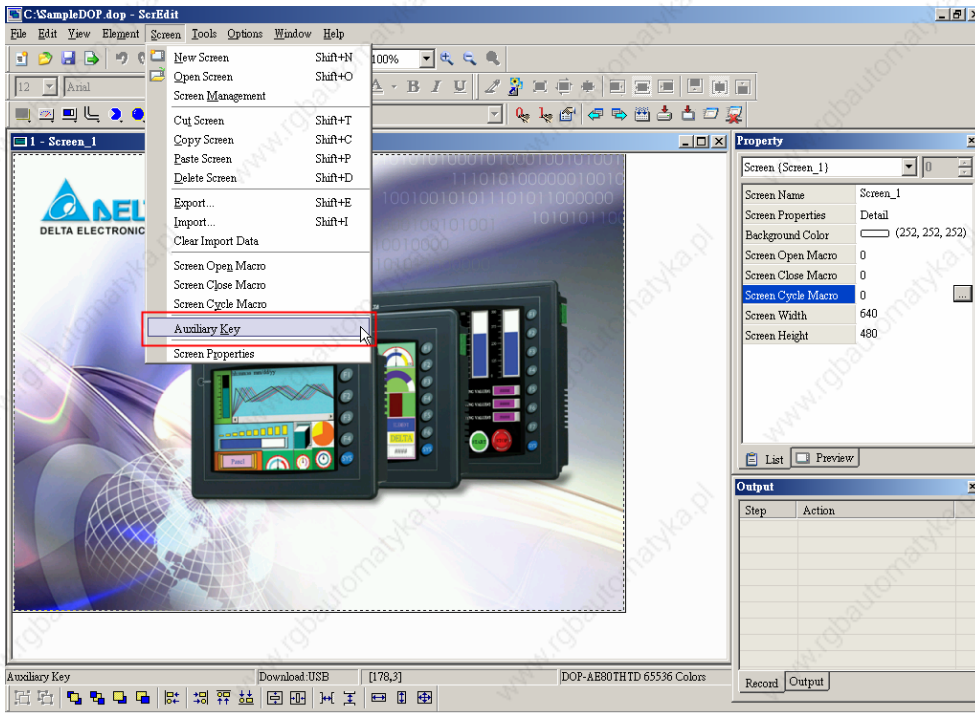 C:\SampleDOP.dop - ScrEdit
File Edit View Element Screen Tools Options Window Help
New Screen Shift+N
Open Screen Shift+O
Screen Management
Cut Screen Shift+T
Copy Screen Shift+C
Paste Screen Shift+P
Delete Screen Shift+D
Export... Shift+E
Import... Shift+I
Clear Import Data
Screen Open Macro
Screen Close Macro
Screen Cycle Macro
Auxiliary Key
Screen Properties
100%
12 Arial
A B I U
1 - Screen_1
DELTA ELECTRONIC
Property
Screen {Screen_1} 0
Screen Name Screen_1
Screen Properties Detail
Background Color (252, 252, 252)
Screen Open Macro 0
Screen Close Macro 0
Screen Cycle Macro 0 ...
Screen Width 640
Screen Height 480
List Preview
Output
Step Action
Record Output
Auxiliary Key Download:USB [178,3] DOP-AE80THTD 65536 Colors
www.rgbautomatyka.pl